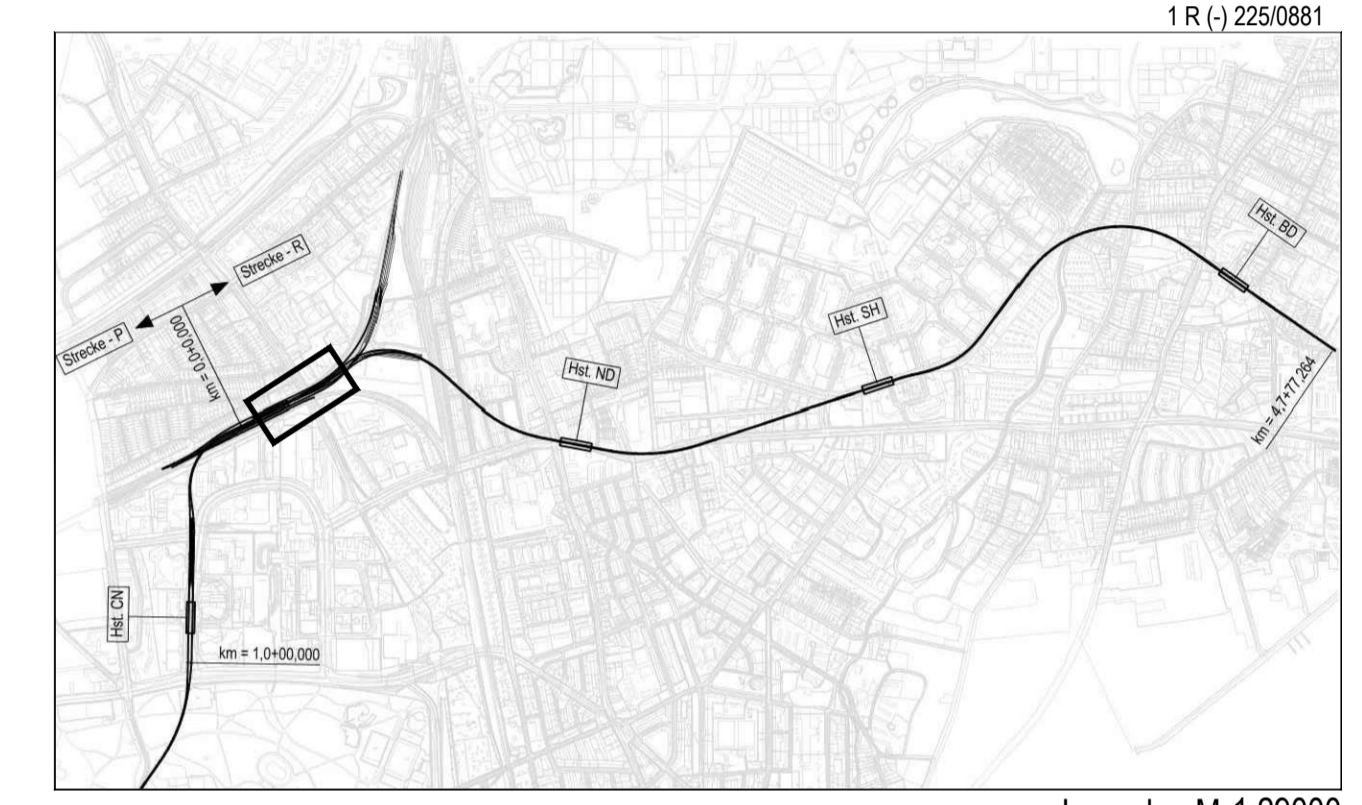 1 R (-) 225/0881
Hst. BD
Strecke - R
Strecke - P
km = 0,0+0,000
Hst. SH
Hst. ND
km = 4,7+77,264
Hst. CN
km = 1,0+00,000